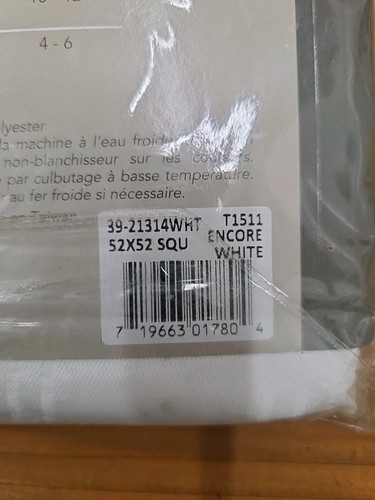 4 - 6
lyester
la machine à l'eau froide
non-blanchisseur sur les couleurs.
par culbutage à basse température.
r au fer froide si nécessaire.
Taiwan
39-21314WHT T1511
52X52 SQU ENCORE
WHITE
7 19663 01780 4